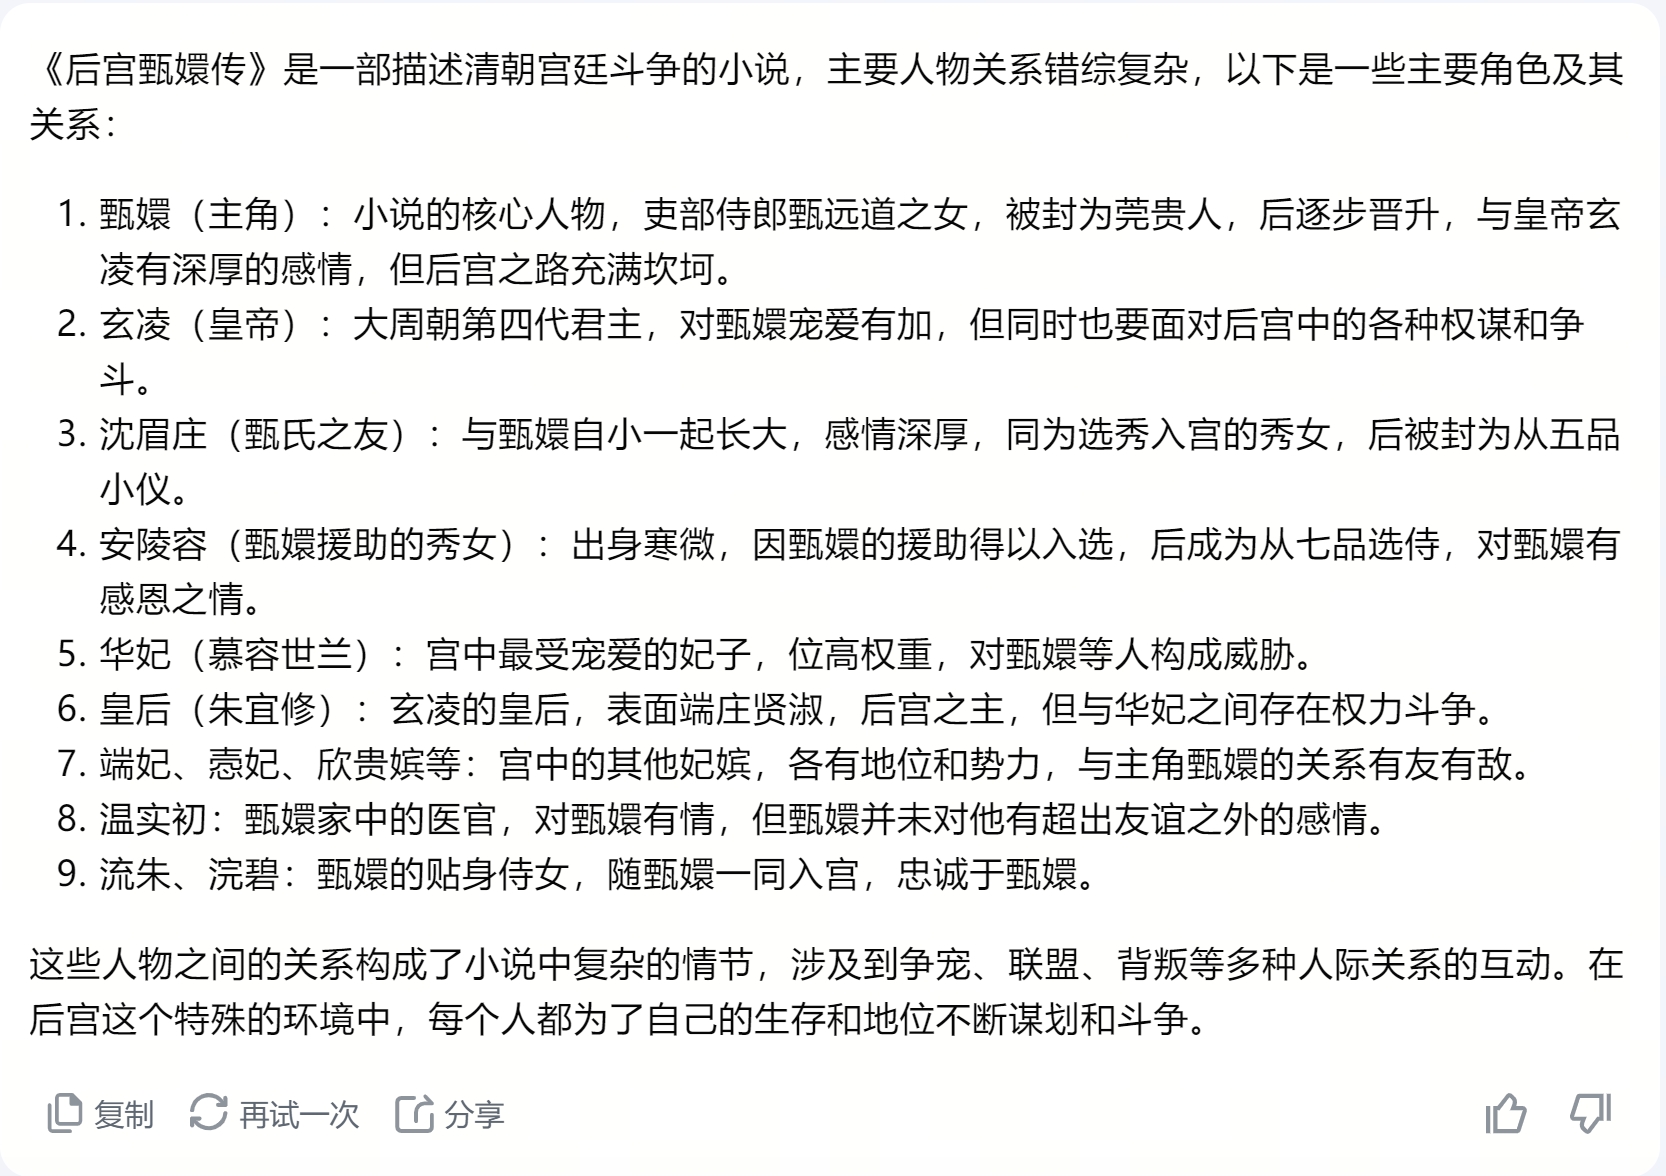 《后宫甄嬛传》是一部描述清朝宫廷斗争的小说，主要人物关系错综复杂，以下是一些主要角色及其
关系：
1. 甄嬛（主角）：小说的核心人物，吏部侍郎甄远道之女，被封为莞贵人，后逐步晋升，与皇帝玄
凌有深厚的感情，但后宫之路充满坎坷。
2. 玄凌（皇帝）：大周朝第四代君主，对甄嬛宠爱有加，但同时也要面对后宫中的各种权谋和争
斗。
3. 沈眉庄（甄氏之友）：与甄嬛自小一起长大，感情深厚，同为选秀入宫的秀女，后被封为从五品
小仪。
4. 安陵容（甄嬛援助的秀女）：出身寒微，因甄嬛的援助得以入选，后成为从七品选侍，对甄嬛有
感恩之情。
5. 华妃（慕容世兰）：宫中最受宠爱的妃子，位高权重，对甄嬛等人构成威胁。
6. 皇后（朱宜修）：玄凌的皇后，表面端庄贤淑，后宫之主，但与华妃之间存在权力斗争。
7. 端妃、悫妃、欣贵嫔等：宫中的其他妃嫔，各有地位和势力，与主角甄嬛的关系有友有敌。
8. 温实初：甄嬛家中的医官，对甄嬛有情，但甄嬛并未对他有超出友谊之外的感情。
9. 流朱、浣碧：甄嬛的贴身侍女，随甄嬛一同入宫，忠诚于甄嬛。
这些人物之间的关系构成了小说中复杂的情节，涉及到争宠、联盟、背叛等多种人际关系的互动。在
后宫这个特殊的环境中，每个人都为了自己的生存和地位不断谋划和斗争。
复制 再试一次 分享